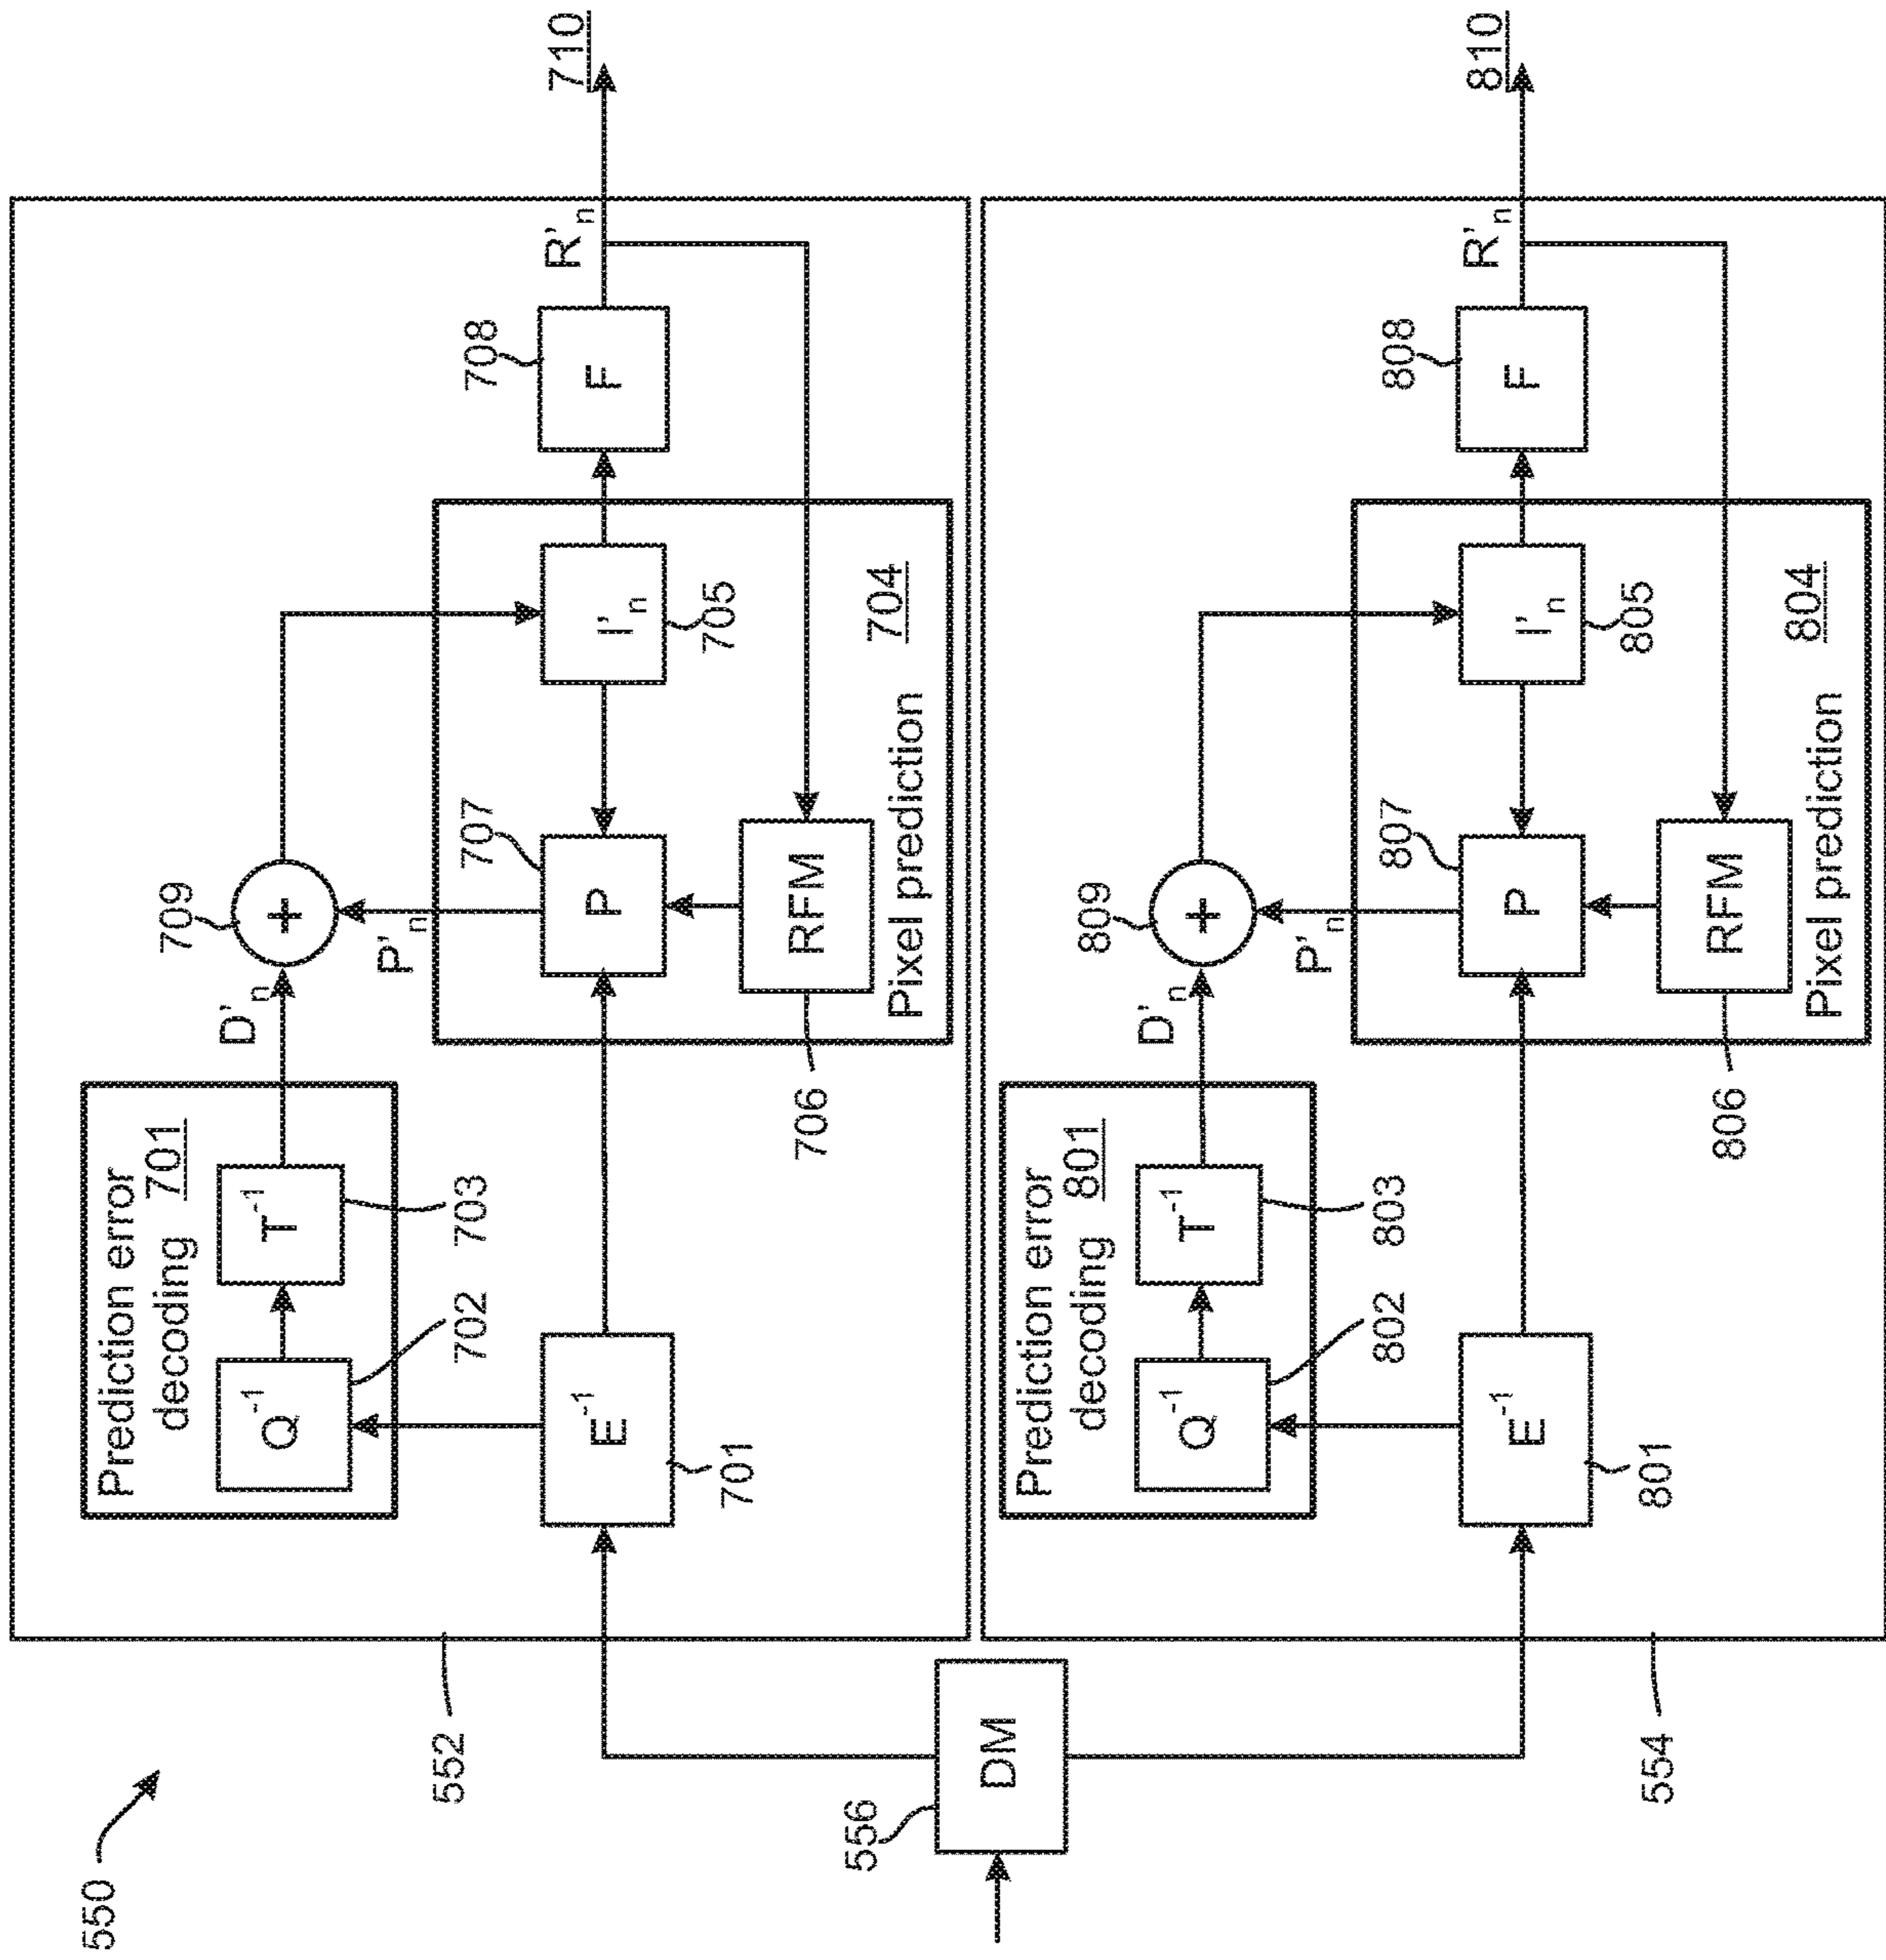 550
552
Prediction error
decoding 701
Q⁻¹
T⁻¹
702
703
D'ₙ
709
+
P'ₙ
E⁻¹
701
707
P
I'ₙ
705
RFM
706
Pixel prediction
704
708
F
R'ₙ
710
556
DM
554
Prediction error
decoding 801
Q⁻¹
T⁻¹
802
803
D'ₙ
809
+
P'ₙ
E⁻¹
801
807
P
I'ₙ
805
RFM
806
Pixel prediction
804
808
F
R'ₙ
810